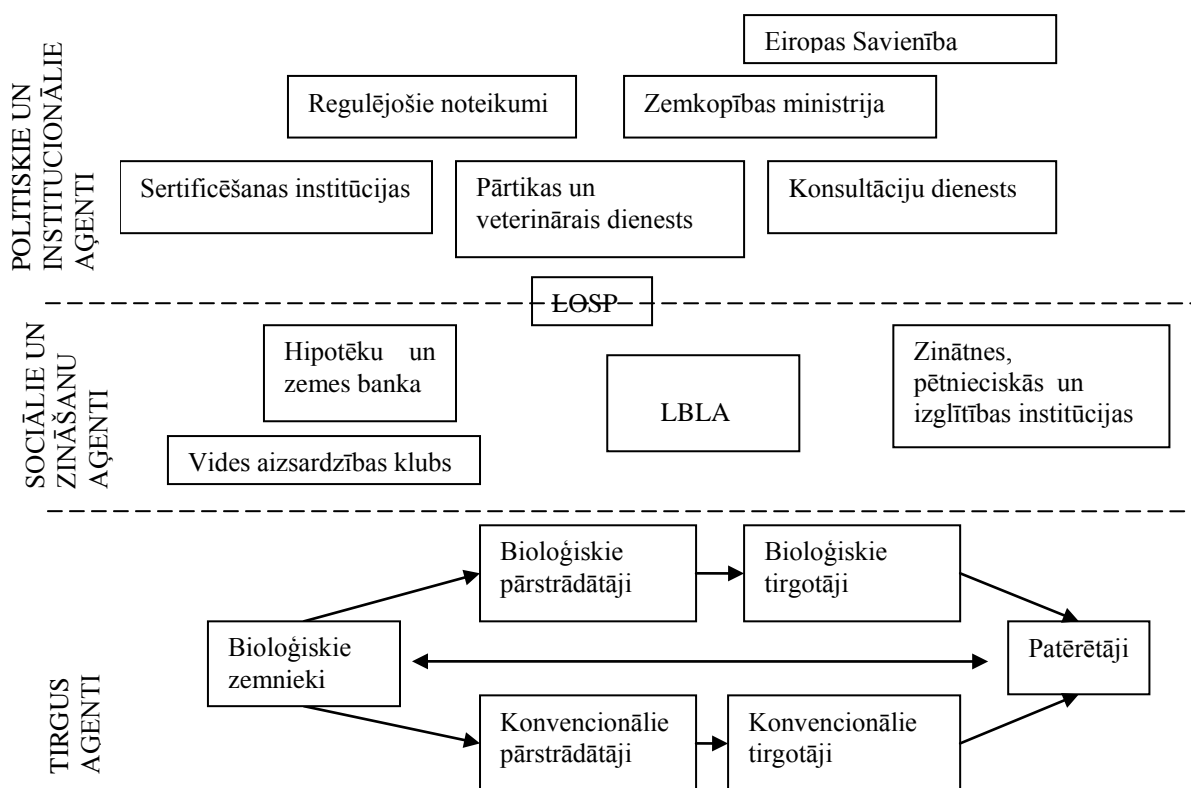 POLITISKIE UN
INSTITUCIONĀLIE
AĢENTI
Eiropas Savienība
Regulējošie noteikumi
Zemkopības ministrija
Sertificēšanas institūcijas
Pārtikas un
veterinārais dienests
Konsultāciju dienests
LOSP
SOCIĀLIE UN
ZINĀŠANU
AĢENTI
Hipotēku un
zemes banka
LBLA
Zinātnes,
pētnieciskās un
izglītības institūcijas
Vides aizsardzības klubs
TIRGUS
AĢENTI
Bioloģiskie
pārstrādātāji
Bioloģiskie
tirgotāji
Bioloģiskie
zemnieki
Patērētāji
Konvencionālie
pārstrādātāji
Konvencionālie
tirgotāji